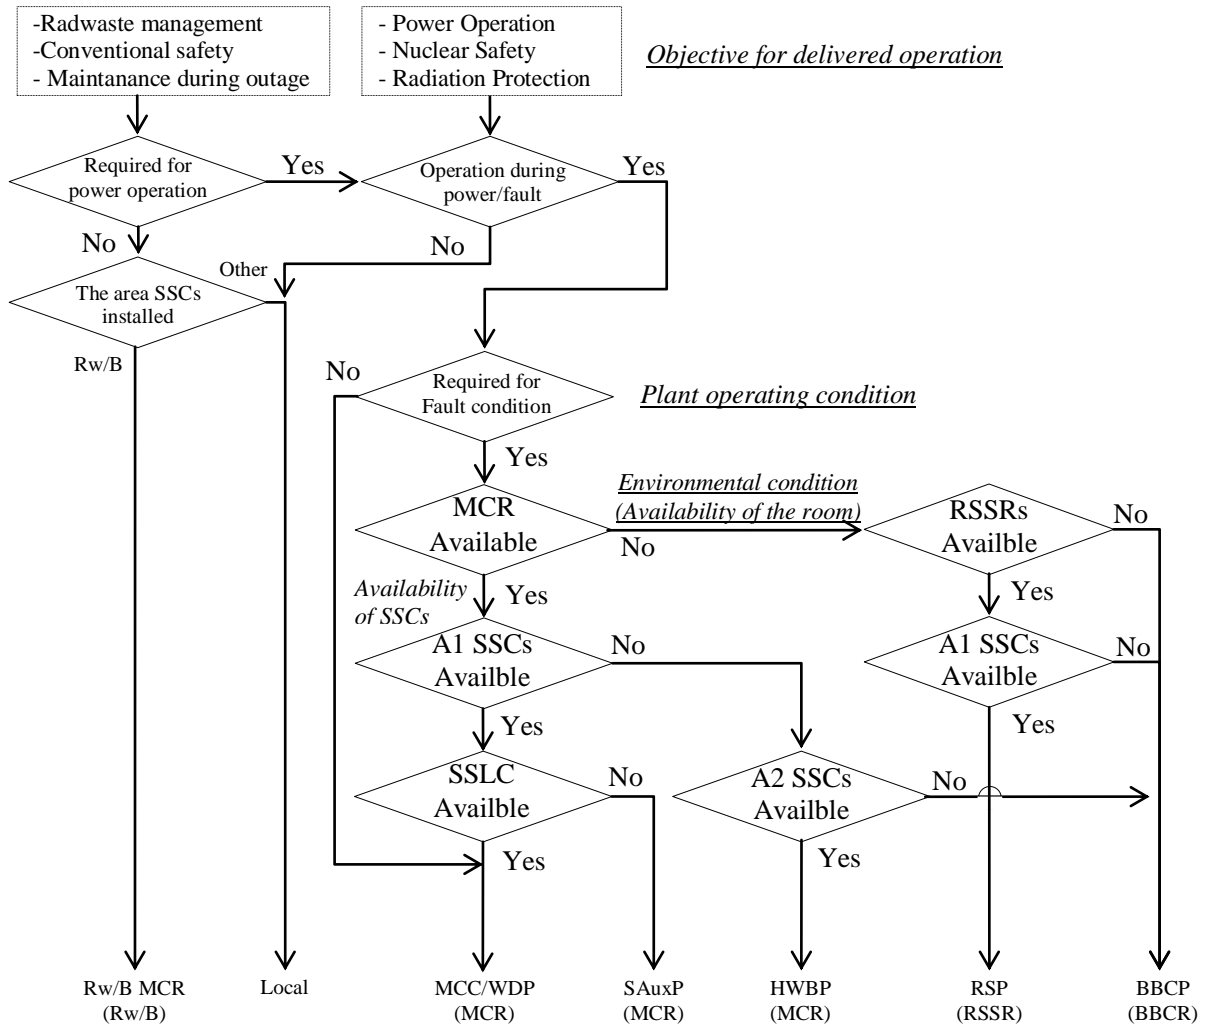 -Radwaste management
-Conventional safety
- Maintanance during outage
- Power Operation
- Nuclear Safety
- Radiation Protection
Objective for delivered operation
Required for
power operation
Yes
Operation during
power/fault
Yes
No
No
Other
The area SSCs
installed
Rw/B
No
Required for
Fault condition
Plant operating condition
Yes
Environmental condition
(Availability of the room)
MCR
Available
No
RSSRs
Availble
No
Availability
of SSCs
Yes
Yes
A1 SSCs
Availble
No
A1 SSCs
Availble
No
Yes
Yes
SSLC
Availble
No
A2 SSCs
Availble
No
Yes
Yes
Rw/B MCR
(Rw/B)
Local
MCC/WDP
(MCR)
SAuxP
(MCR)
HWBP
(MCR)
RSP
(RSSR)
BBCP
(BBCR)